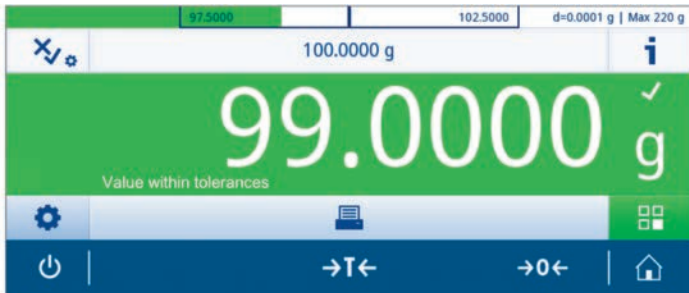 97.5000 102.5000 d=0.0001 g | Max 220 g
100.0000 g
99.0000 g
Value within tolerances
→T← →0←